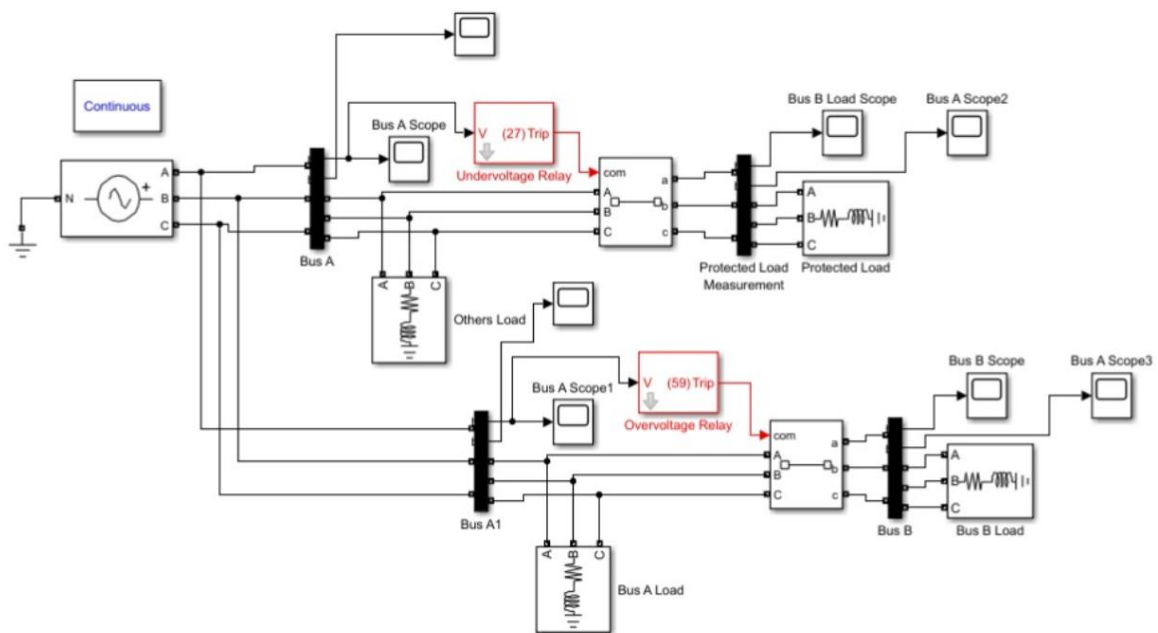 Continuous
Bus A Scope
V (27) Trip
Undervoltage Relay
Bus B Load Scope
Bus A Scope2
N
A
B
C
Bus A
com
A
B
C
a
b
c
A
B
C
Protected Load
Measurement
Protected Load
A B C
Others Load
Bus A Scope1
V (59) Trip
Overvoltage Relay
Bus B Scope
Bus A Scope3
Bus A1
com
A
B
C
a
b
c
A
B
C
Bus B
Bus B Load
A B C
Bus A Load